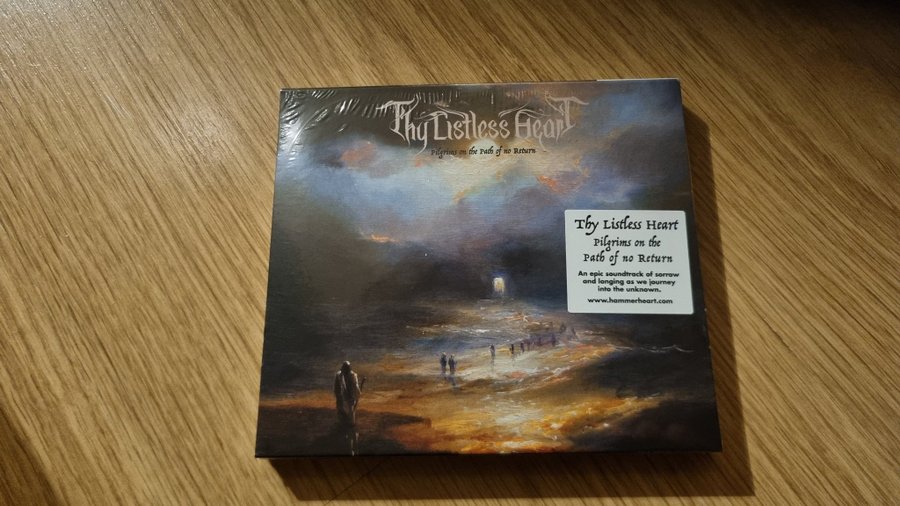 Thy Listless Heart
Pilgrims on the Path of no Return
Thy Listless Heart
Pilgrims on the
Path of no Return
An epic soundtrack of sorrow
and longing as we journey
into the unknown.
www.hammerheart.com